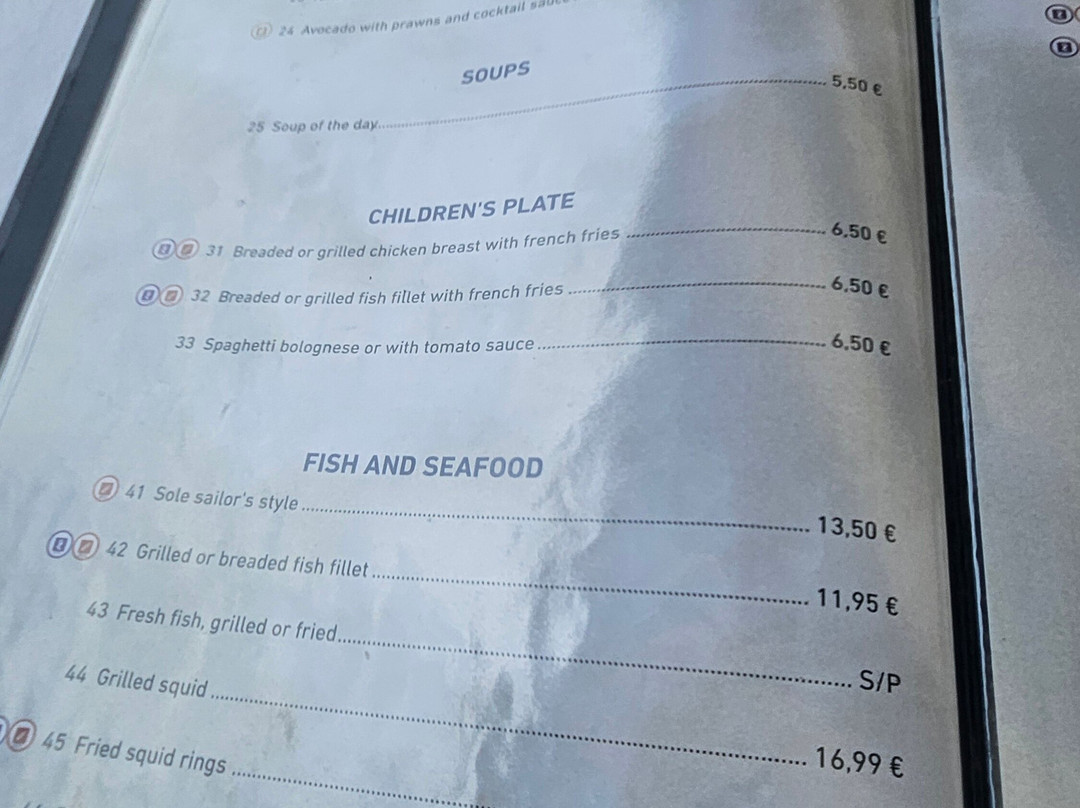 24 Avocado with prawns and cocktail
SOUPS
25 Soup of the day 5,50 €
CHILDREN'S PLATE
31 Breaded or grilled chicken breast with french fries 6,50 €
32 Breaded or grilled fish fillet with french fries 6,50 €
33 Spaghetti bolognese or with tomato sauce 6,50 €
FISH AND SEAFOOD
41 Sole sailor's style 13,50 €
42 Grilled or breaded fish fillet 11,95 €
43 Fresh fish, grilled or fried S/P
44 Grilled squid 16,99 €
45 Fried squid rings